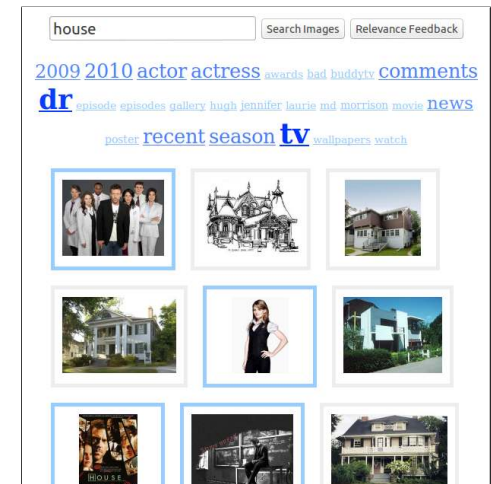 house Search Images Relevance Feedback
2009 2010 actor actress awards bad buddytv comments
dr episode episodes gallery hugh jennifer laurie md morrison movie news
poster recent season tv wallpapers watch
HOUSE